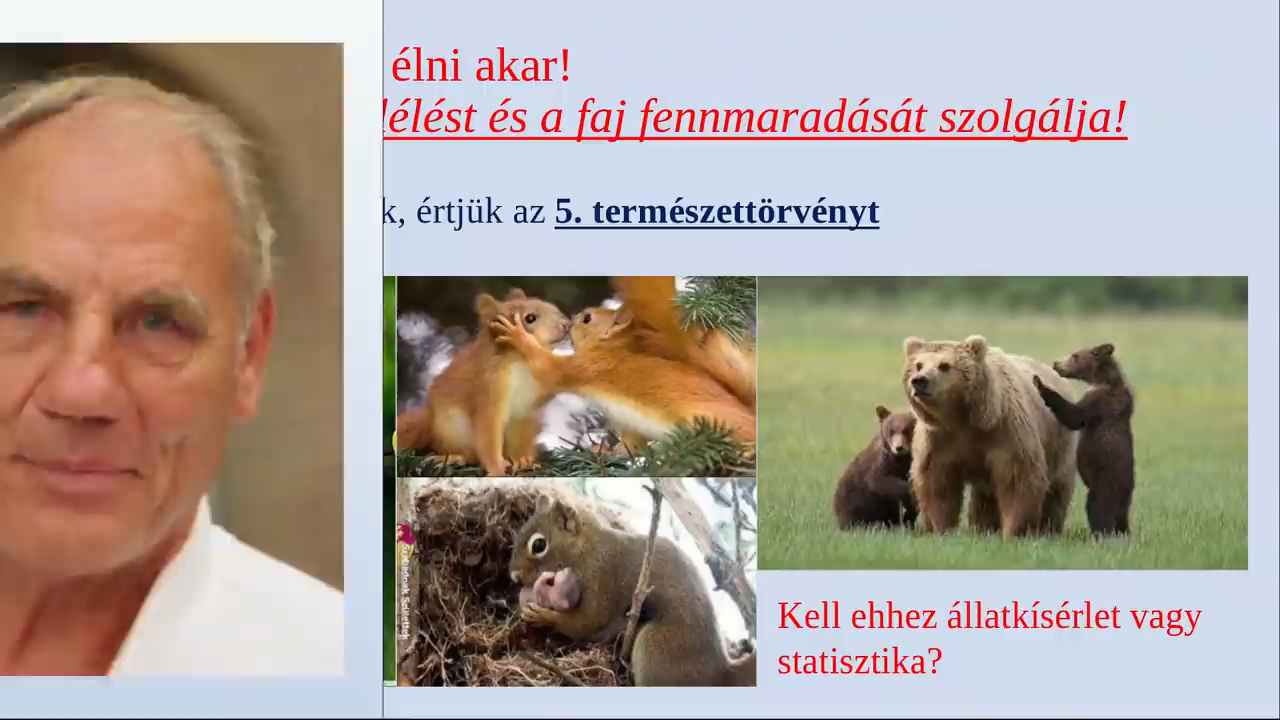 élni akar!
lélést és a faj fennmaradását szolgálja!
k, értjük az 5. természettörvényt
Kell ehhez állatkísérlet vagy
statisztika?